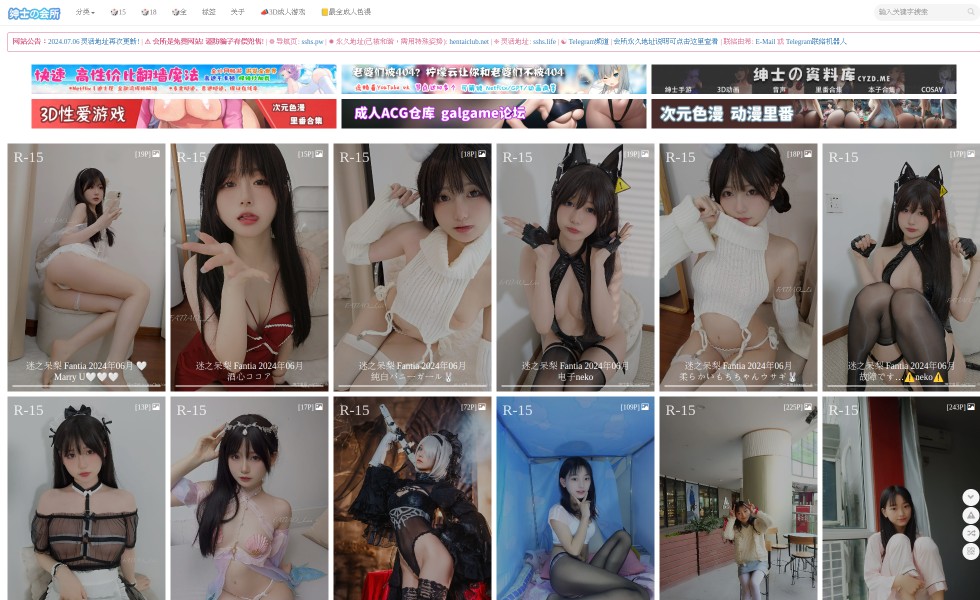 绅士の会所
分类 15 18 全 标签 关于 3D成人游戏 最全成人色漫
输入关键字搜索
网站公告：2024.07.06 灵活地址再次更新! | ⚠ 会所是免费网站! 谨防骗子有偿兜售! | 导航页: sshs.pw | 永久地址(已被和谐，需用特殊姿势): hentaiclub.net | 灵活地址: sshs.life | Telegram频道 | 会所永久地址说明可点击这里查看 | 联络绅帮: E-Mail 或 Telegram联络机器人
快速 高性价比翻墙魔法
老婆们被404? 柠檬云让你和老婆们不被404
绅士の资料库CYZD.ME
绅士手游 3D动画 音声 里番合集 本子合集 COSAV
3D性爱游戏
次元色漫
里番合集
成人ACG仓库 galgame论坛
次元色漫 动漫里番
R-15 [19P]
迷之呆梨 Fantia 2024年06月 🤍
Marry U🤍🤍🤍
R-15 [15P]
迷之呆梨 Fantia 2024年06月
酒心ココア
R-15 [18P]
迷之呆梨 Fantia 2024年06月
純白バニーガール🐰
R-15 [19P]
迷之呆梨 Fantia 2024年06月
电子neko
R-15 [18P]
迷之呆梨 Fantia 2024年06月
柔らかいもちちゃんウサギ🐰
R-15 [17P]
迷之呆梨 Fantia 2024年06月
故障です…⚠️neko⚠️
R-15 [13P]
R-15 [17P]
R-15 [72P]
R-15 [109P]
R-15 [225P]
R-15 [243P]